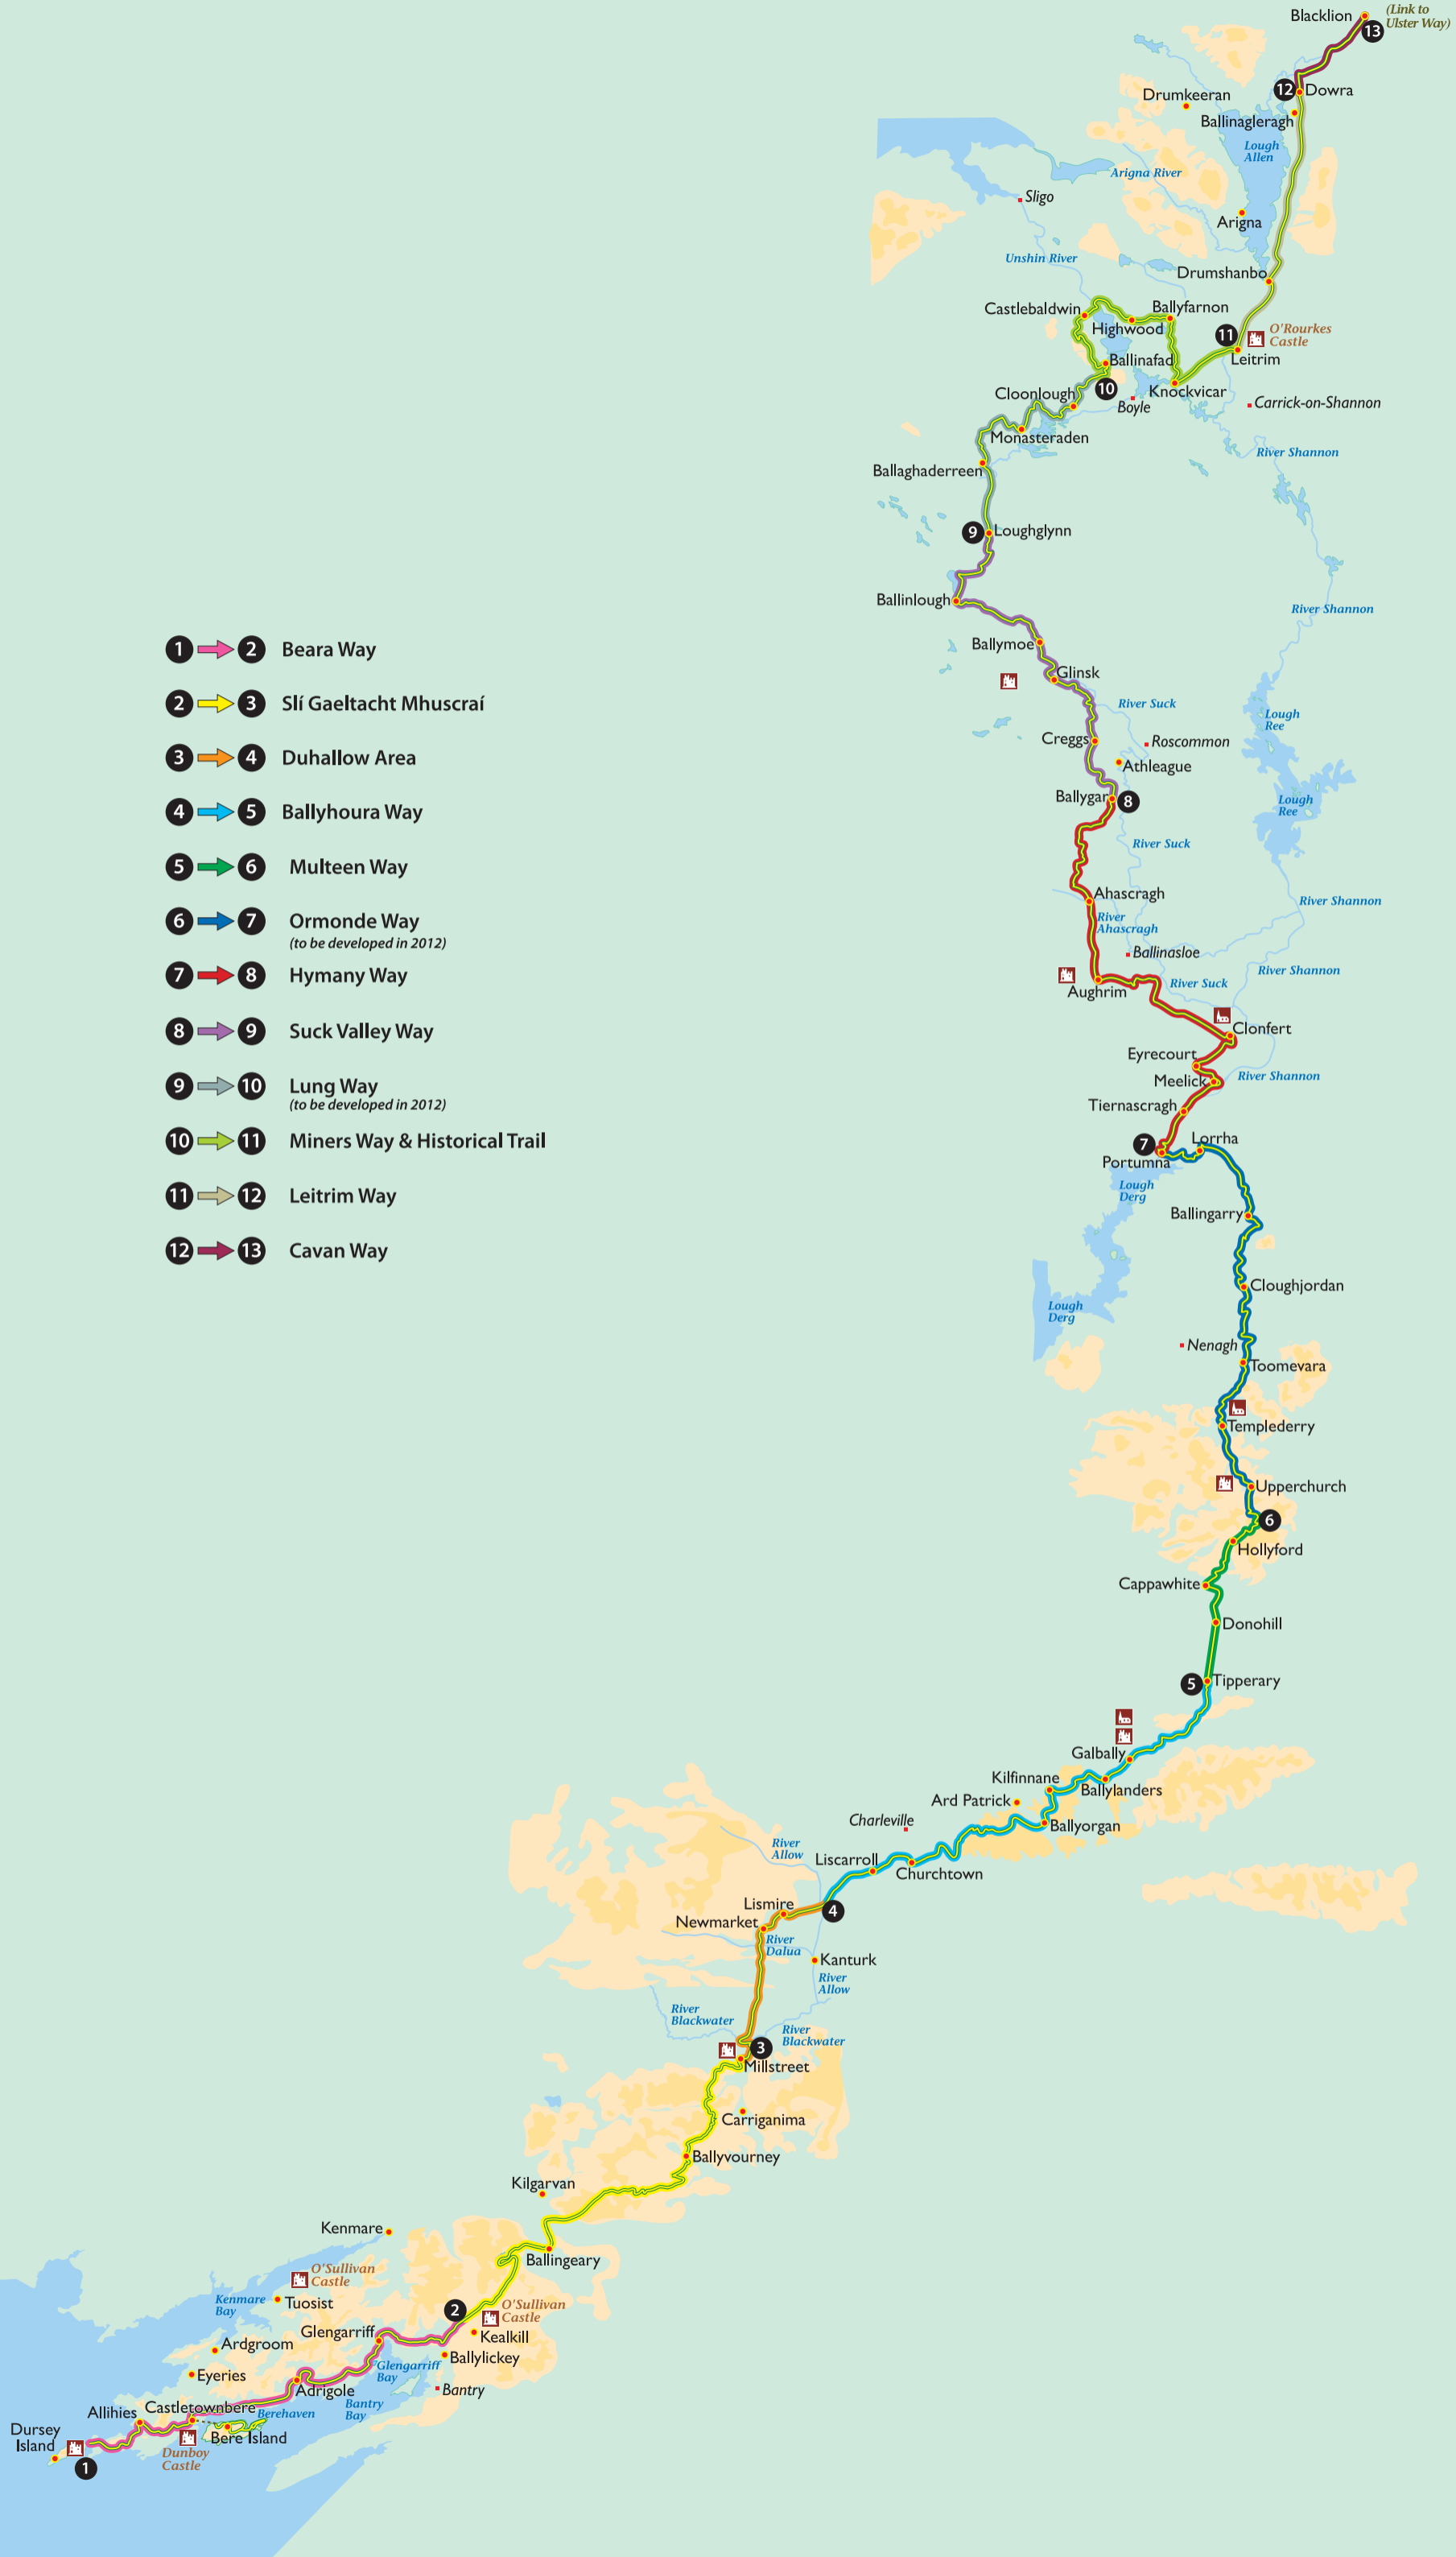 Blacklion
(Link to
Ulster Way)
13
12
Dowra
Drumkeeran
Ballinagleragh
Lough
Allen
Arigna River
Sligo
Arigna
Unshin River
Drumshanbo
Castlebaldwin
Ballyfarnon
Highwood
11
O'Rourkes
Castle
Leitrim
Ballinafad
10
Knockvicar
Cloonlough
Boyle
Carrick-on-Shannon
Monasteraden
River Shannon
Ballaghaderreen
9
Loughglynn
Ballinlough
River Shannon
Ballymoe
Glinsk
River Suck
Lough
Ree
Creggs
Roscommon
Athleague
Ballygar
8
Lough
Ree
River Suck
Ahascragh
River Shannon
River
Ahascragh
Ballinasloe
River Shannon
River Suck
Aughrim
Clonfert
Eyrecourt
Meelick
River Shannon
Tiernascragh
7
Lorrha
Portumna
Lough
Derg
Ballingarry
Cloughjordan
Lough
Derg
Nenagh
Toomevara
Templederry
Upperchurch
6
Hollyford
Cappawhite
Donohill
5
Tipperary
Galbally
Kilfinnane
Ballylanders
Ard Patrick
Charleville
Ballyorgan
River
Allow
Liscarroll
Churchtown
Lismire
4
Newmarket
River
Dalua
Kanturk
River
Allow
River
Blackwater
River
Blackwater
3
Millstreet
Carriganima
Ballyvourney
Kilgarvan
Kenmare
Ballingeary
O'Sullivan
Castle
Kenmare
Bay
Tuosist
2
O'Sullivan
Castle
Glengarriff
Kealkill
Ardgroom
Ballylickey
Glengarriff
Bay
Eyeries
Adrigole
Bantry
Bantry
Bay
Allihies
Castletownbere
Berehaven
Bere Island
Dursey
Island
Dunboy
Castle
1
1 2 Beara Way
2 3 Slí Gaeltacht Mhuscraí
3 4 Duhallow Area
4 5 Ballyhoura Way
5 6 Multeen Way
6 7 Ormonde Way
(to be developed in 2012)
7 8 Hymany Way
8 9 Suck Valley Way
9 10 Lung Way
(to be developed in 2012)
10 11 Miners Way & Historical Trail
11 12 Leitrim Way
12 13 Cavan Way